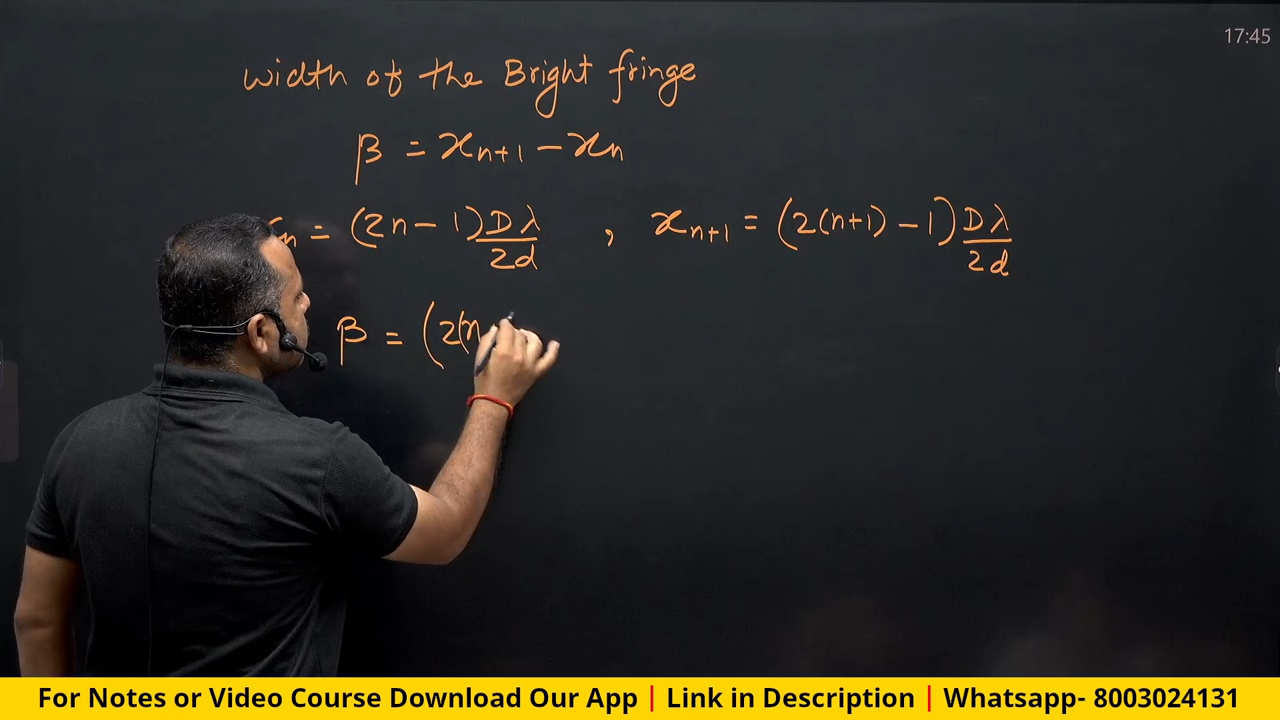 17:45
width of the Bright fringe
β = xₙ₊₁ − xₙ
ₙ = (2n − 1) Dλ/2d , xₙ₊₁ = (2(n+1) − 1) Dλ/2d
β = (2(n
For Notes or Video Course Download Our App | Link in Description | Whatsapp- 8003024131